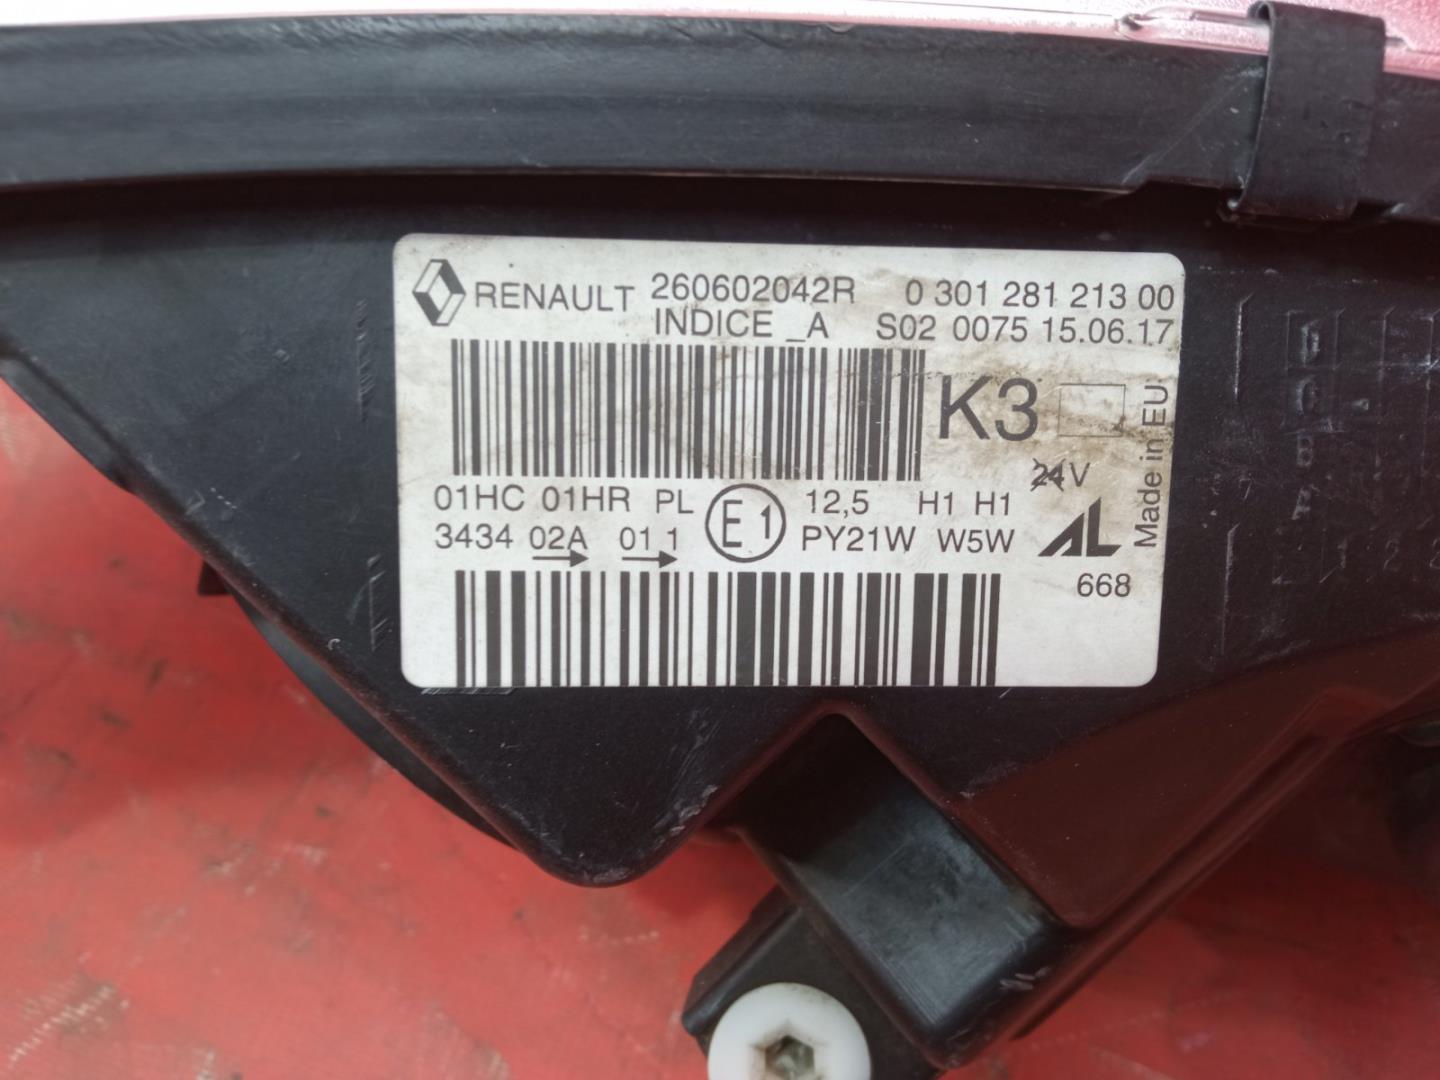 RENAULT 260602042R 0 301 281 213 00
INDICE _A S02 0075 15.06.17
K3
24V
Made in EU
01HC 01HR PL E1 12,5 H1 H1
3434 02A 01 1 PY21W W5W AL
668